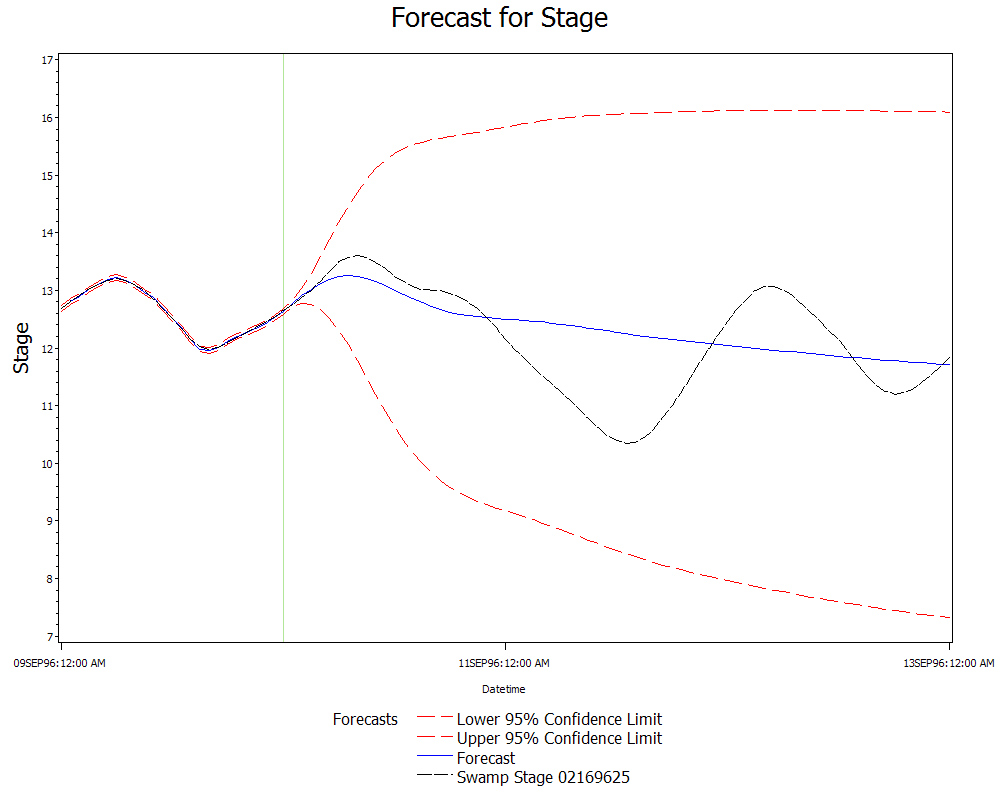 Forecast for Stage
17
16
15
14
13
12
11
10
9
8
7
Stage
09SEP96:12:00 AM
11SEP96:12:00 AM
13SEP96:12:00 AM
Datetime
Forecasts
Lower 95% Confidence Limit
Upper 95% Confidence Limit
Forecast
Swamp Stage 02169625